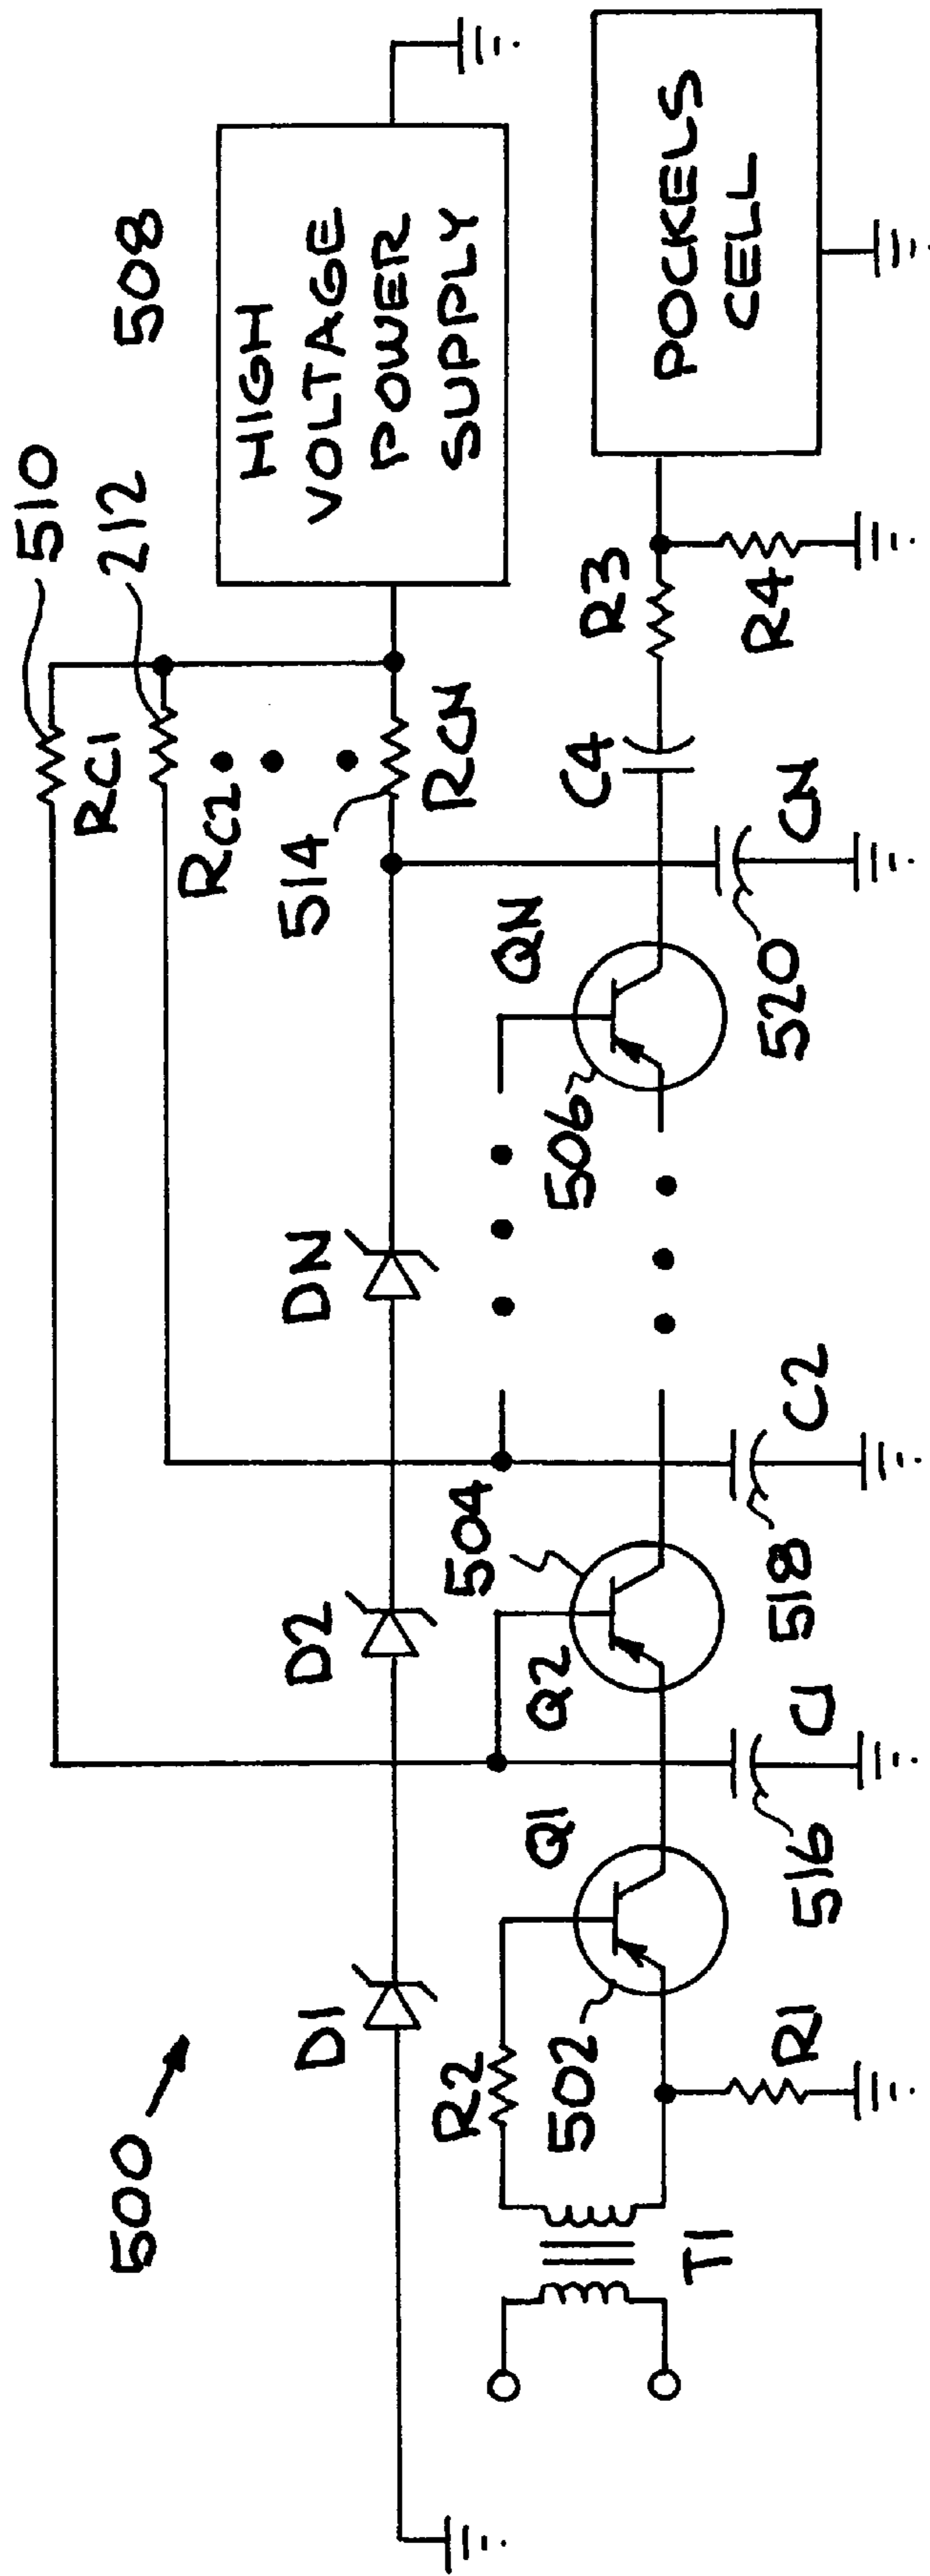 500
510
212
508
RC1
RC2
514
RCN
HIGH
VOLTAGE
POWER
SUPPLY
D1
D2
DN
R2
502
Q1
Q2
504
QN
506
C4
R3
R4
POCKELS
CELL
T1
R1
516
C1
518
C2
520
CN